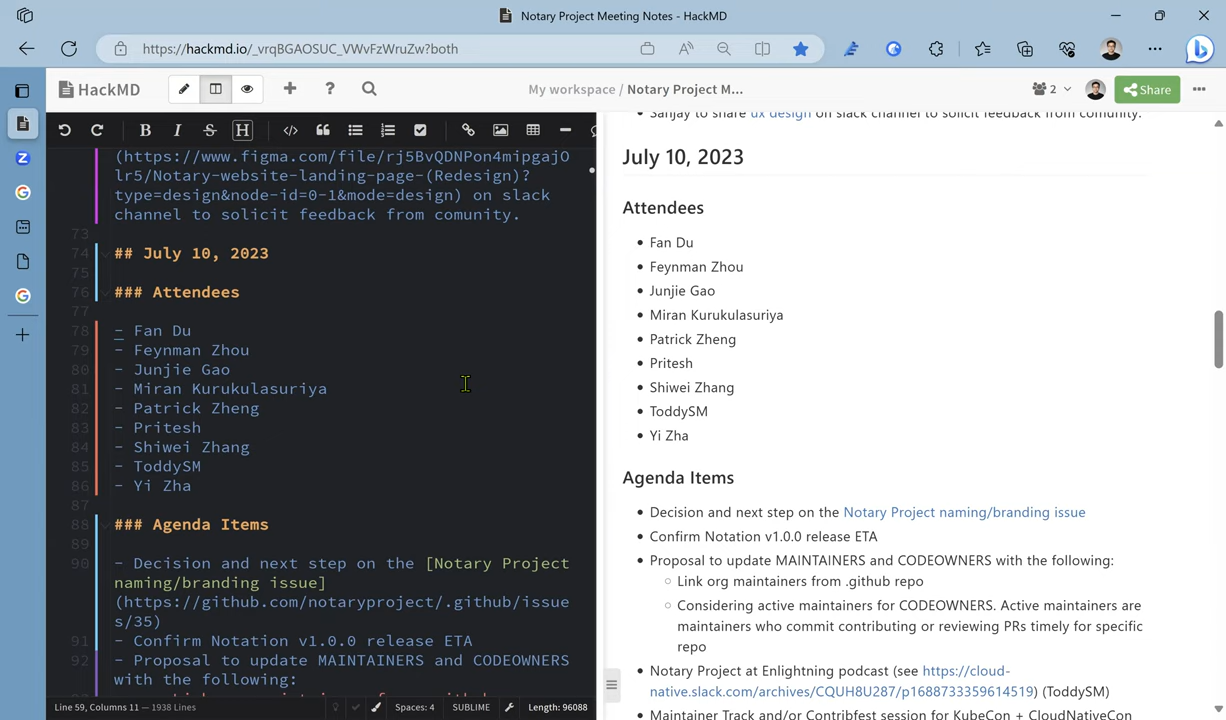 Notary Project Meeting Notes - HackMD
https://hackmd.io/_vrqBGAOSUC_VWvFzWruZw?both
HackMD
My workspace / Notary Project M...
2
Share
(https://www.figma.com/file/rj5BvQDNPon4mipgajO
lr5/Notary-website-landing-page-(Redesign)?
type=design&node-id=0-1&mode=design) on slack
channel to solicit feedback from comunity.
73
74 ## July 10, 2023
75
76 ### Attendees
77
78 - Fan Du
79 - Feynman Zhou
80 - Junjie Gao
81 - Miran Kurukulasuriya
82 - Patrick Zheng
83 - Pritesh
84 - Shiwei Zhang
85 - ToddySM
86 - Yi Zha
87
88 ### Agenda Items
89
90 - Decision and next step on the [Notary Project
naming/branding issue]
(https://github.com/notaryproject/.github/issue
s/35)
91 - Confirm Notation v1.0.0 release ETA
92 - Proposal to update MAINTAINERS and CODEOWNERS
with the following:
Line 59, Columns 11 — 1938 Lines
Spaces: 4
SUBLIME
Length: 96088
Sanjay to share ux design on slack channel to solicit feedback from comunity.
July 10, 2023
Attendees
Fan Du
Feynman Zhou
Junjie Gao
Miran Kurukulasuriya
Patrick Zheng
Pritesh
Shiwei Zhang
ToddySM
Yi Zha
Agenda Items
Decision and next step on the Notary Project naming/branding issue
Confirm Notation v1.0.0 release ETA
Proposal to update MAINTAINERS and CODEOWNERS with the following:
Link org maintainers from .github repo
Considering active maintainers for CODEOWNERS. Active maintainers are
maintainers who commit contributing or reviewing PRs timely for specific
repo
Notary Project at Enlightning podcast (see https://cloud-
native.slack.com/archives/CQUH8U287/p1688733359614519) (ToddySM)
Maintainer Track and/or Contribfest session for KubeCon + CloudNativeCon